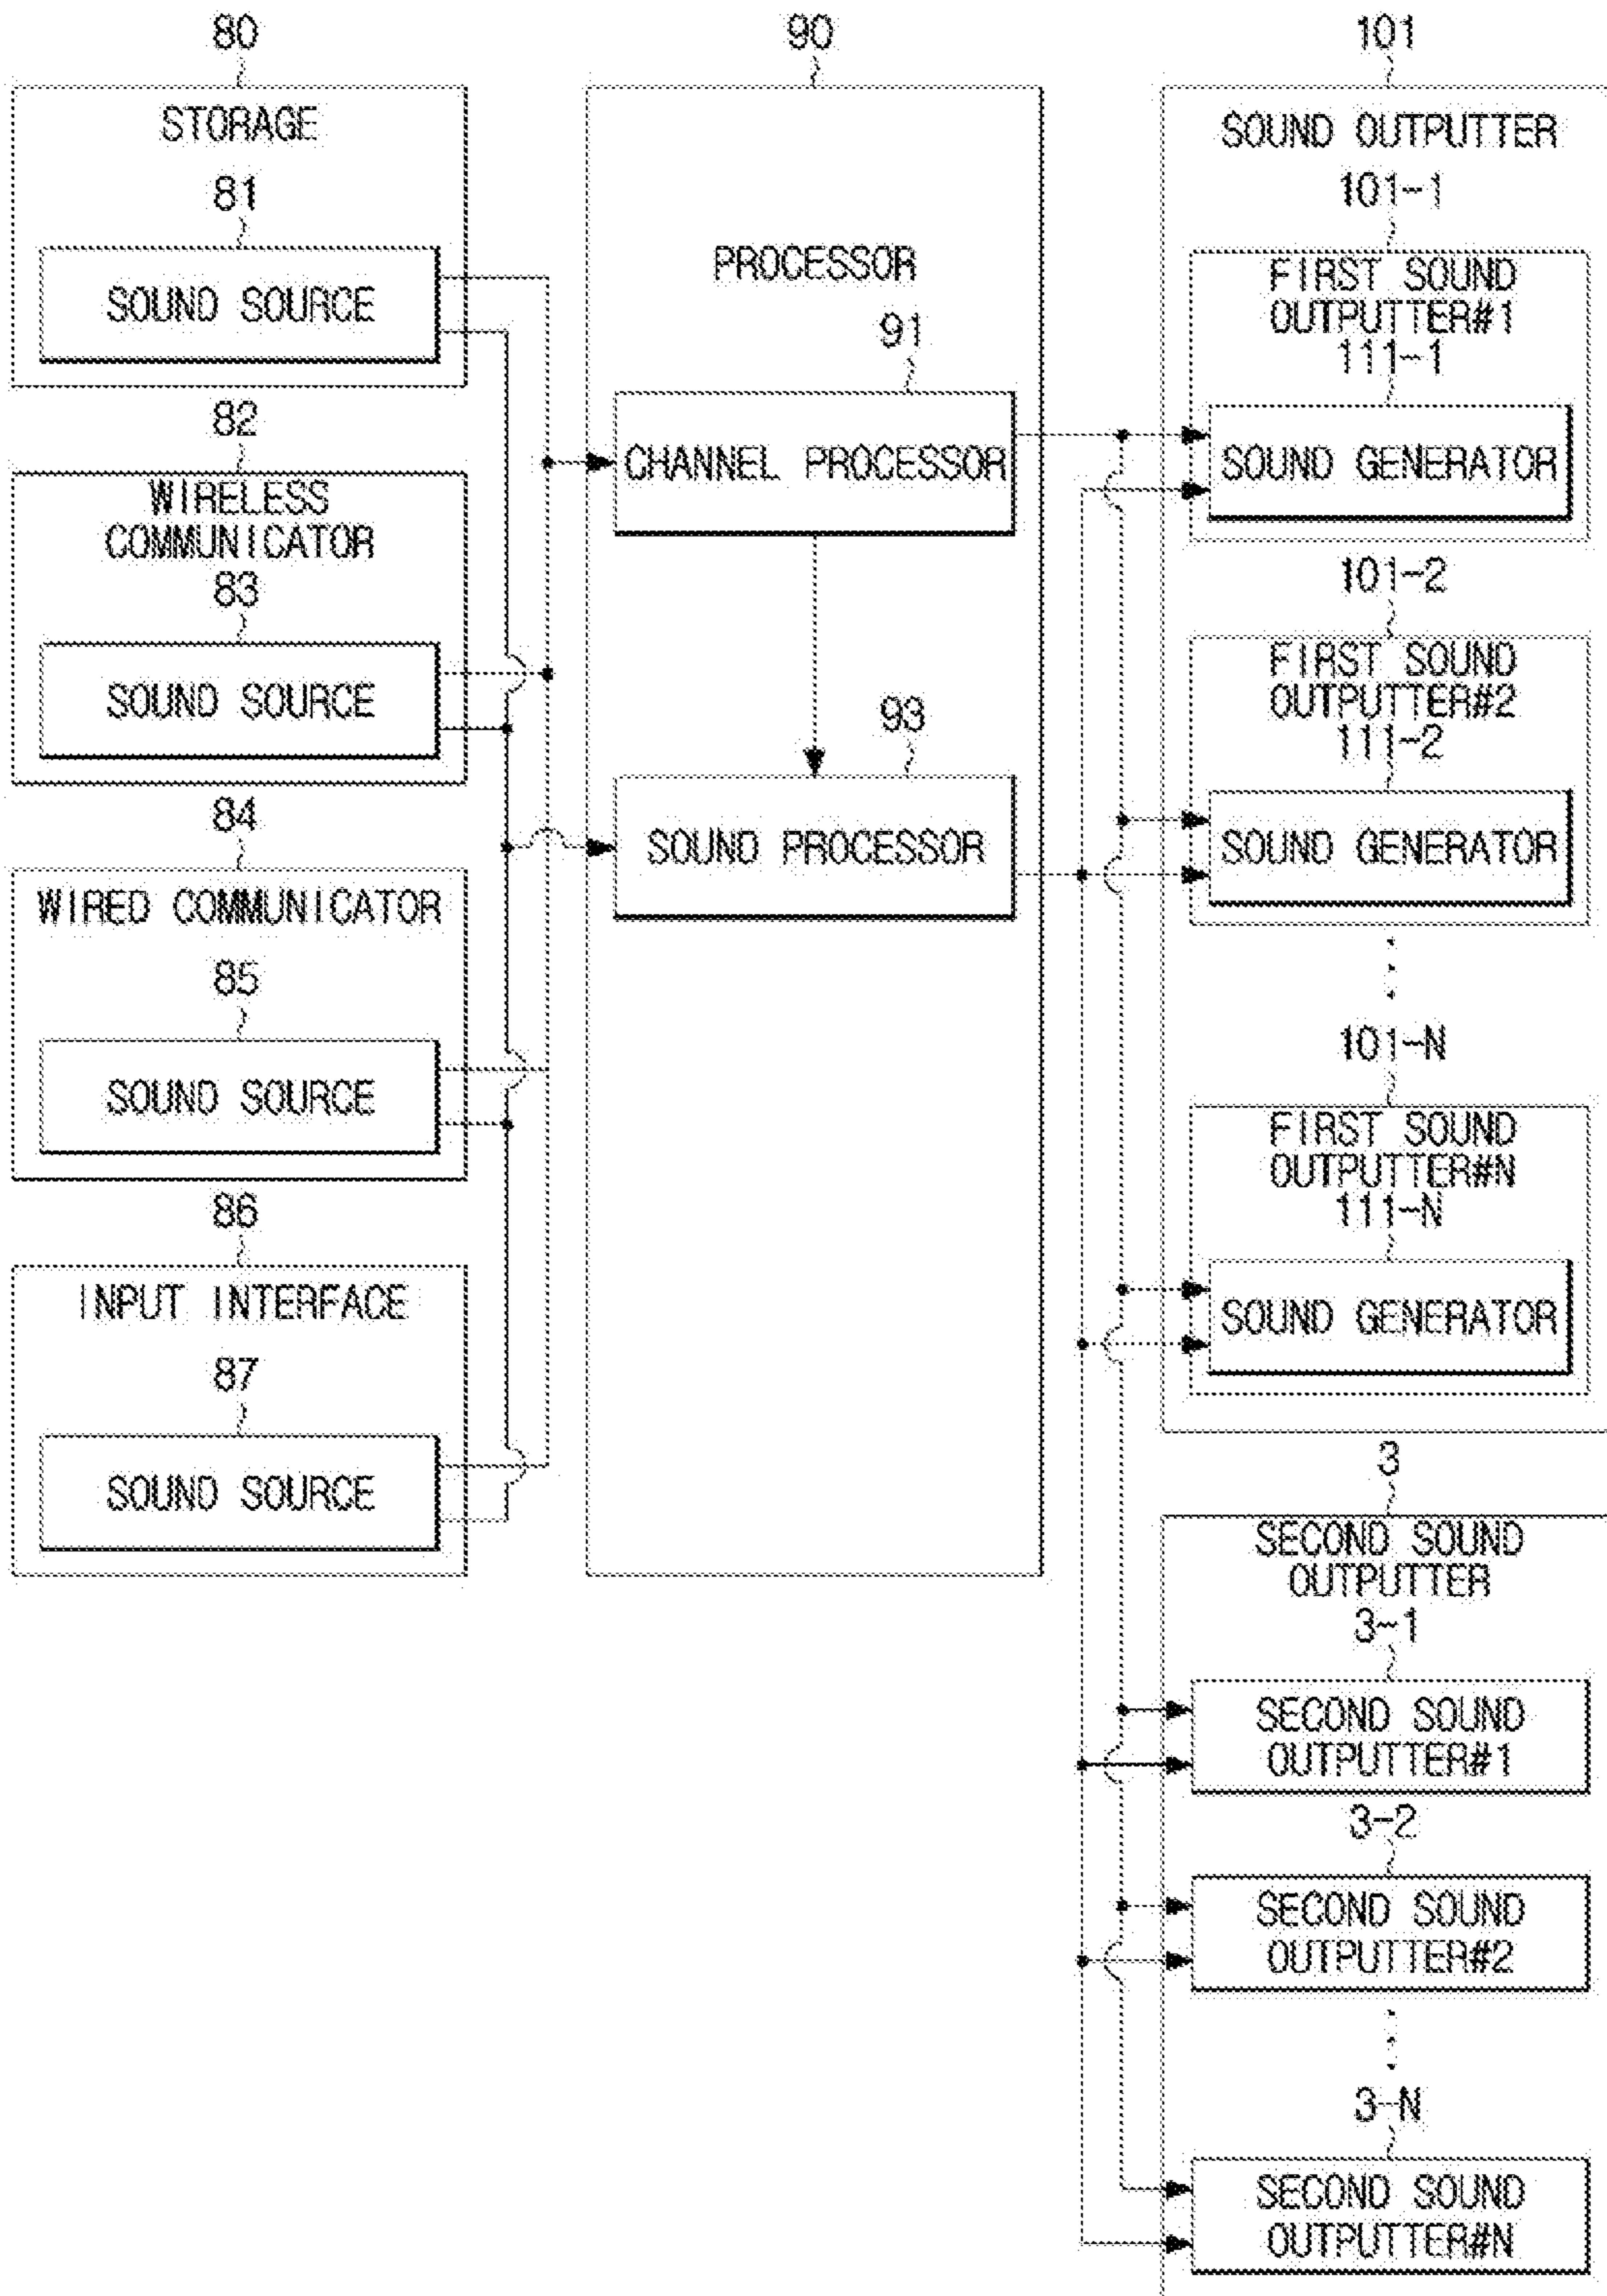 80
STORAGE
81
SOUND SOURCE
82
WIRELESS
COMMUNICATOR
83
SOUND SOURCE
84
WIRED COMMUNICATOR
85
SOUND SOURCE
86
INPUT INTERFACE
87
SOUND SOURCE
90
PROCESSOR
91
CHANNEL PROCESSOR
93
SOUND PROCESSOR
101
SOUND OUTPUTTER
101-1
FIRST SOUND
OUTPUTTER#1
111-1
SOUND GENERATOR
101-2
FIRST SOUND
OUTPUTTER#2
111-2
SOUND GENERATOR
101-N
FIRST SOUND
OUTPUTTER#N
111-N
SOUND GENERATOR
3
SECOND SOUND
OUTPUTTER
3-1
SECOND SOUND
OUTPUTTER#1
3-2
SECOND SOUND
OUTPUTTER#2
3-N
SECOND SOUND
OUTPUTTER#N